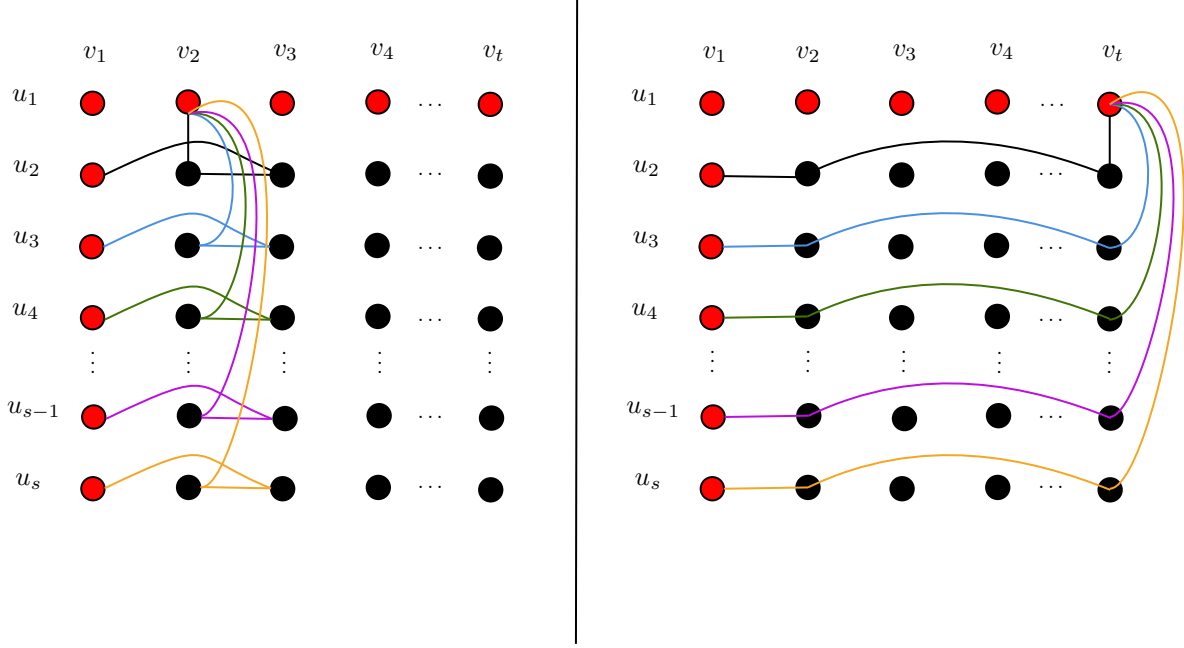 v₁ v₂ v₃ v₄ vₜ
u₁ ···
u₂ ···
u₃ ···
u₄ ···
⋮ ⋮ ⋮ ⋮ ⋮
uₛ₋₁ ···
uₛ ···
v₁ v₂ v₃ v₄ vₜ
u₁ ···
u₂ ···
u₃ ···
u₄ ···
⋮ ⋮ ⋮ ⋮ ⋮
uₛ₋₁ ···
uₛ ···